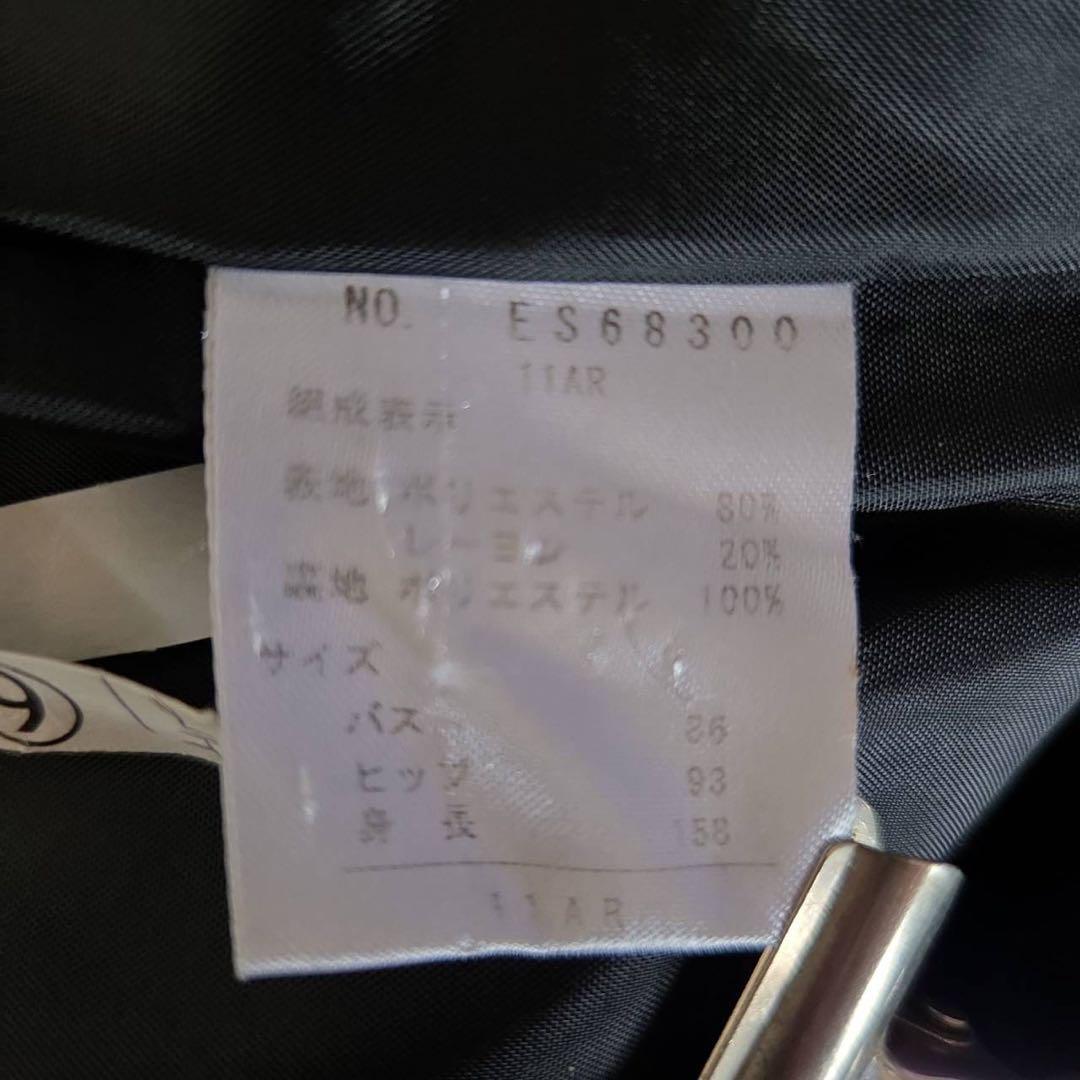 NO. ES68300
11AR
組成表示
表地 ポリエステル 80%
レーヨン 20%
裏地 ポリエステル 100%
サイズ
バスト 86
ヒップ 93
身長 158
11AR